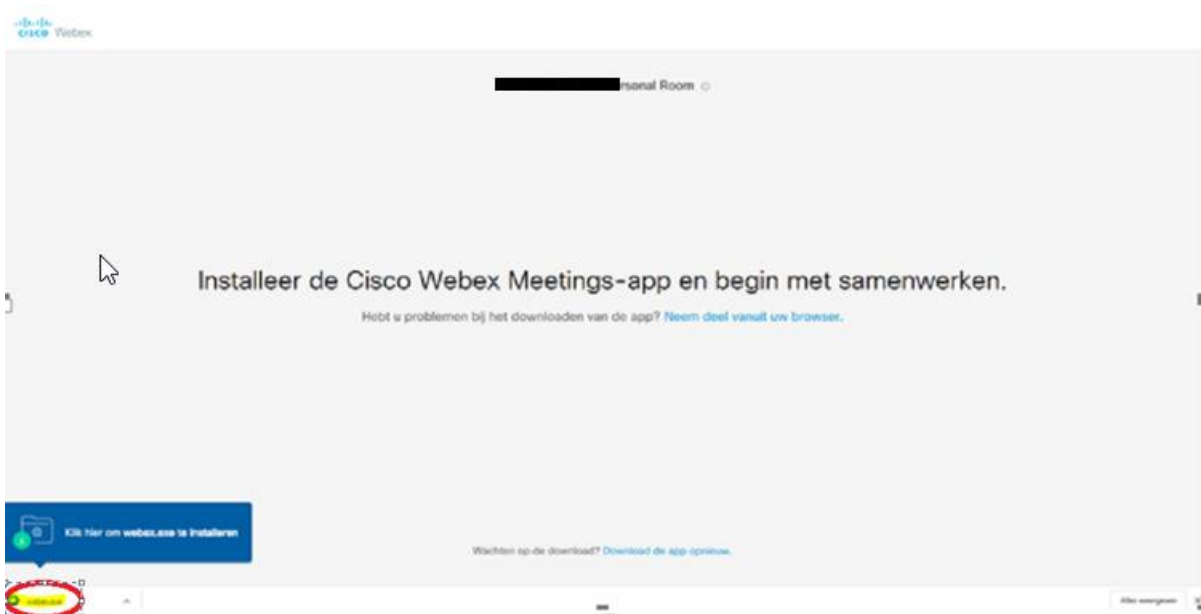 CISCO Webex
rsonal Room
Installeer de Cisco Webex Meetings-app en begin met samenwerken.
Hebt u problemen bij het downloaden van de app? Neem deel vanuit uw browser.
Klik hier om webex.exe te installeren
Wachten op de download? Download de app opnieuw.
webex.exe
Alles weergeven